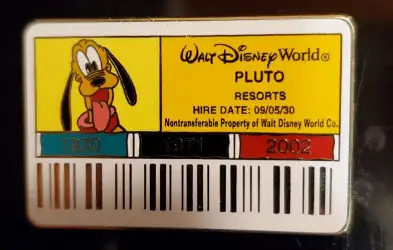 Walt Disney World®
PLUTO
RESORTS
HIRE DATE: 09/05/30
Nontransferable Property of Walt Disney World Co.
1930 1971 2002